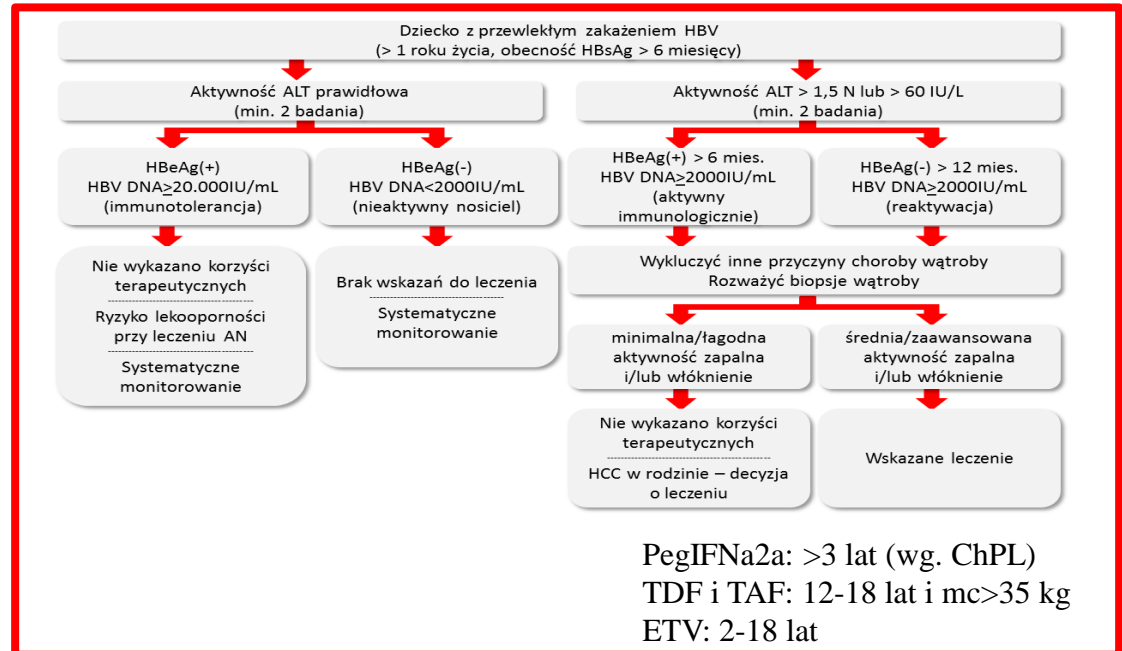 Dziecko z przewlekłym zakażeniem HBV
(> 1 roku życia, obecność HBsAg > 6 miesięcy)
Aktywność ALT prawidłowa
(min. 2 badania)
Aktywność ALT > 1,5 N lub > 60 IU/L
(min. 2 badania)
HBeAg(+)
HBV DNA≥20.000IU/mL
(immunotolerancja)
HBeAg(-)
HBV DNA<2000IU/mL
(nieaktywny nosiciel)
HBeAg(+) > 6 mies.
HBV DNA≥2000IU/mL
(aktywny
immunologicznie)
HBeAg(-) > 12 mies.
HBV DNA≥2000IU/mL
(reaktywacja)
Nie wykazano korzyści
terapeutycznych
Ryzyko lekooporności
przy leczeniu AN
Systematyczne
monitorowanie
Brak wskazań do leczenia
Systematyczne
monitorowanie
Wykluczyć inne przyczyny choroby wątroby
Rozważyć biopsje wątroby
minimalna/łagodna
aktywność zapalna
i/lub włóknienie
średnia/zaawansowana
aktywność zapalna
i/lub włóknienie
Nie wykazano korzyści
terapeutycznych
HCC w rodzinie – decyzja
o leczeniu
Wskazane leczenie
PegIFNa2a: >3 lat (wg. ChPL)
TDF i TAF: 12-18 lat i mc>35 kg
ETV: 2-18 lat